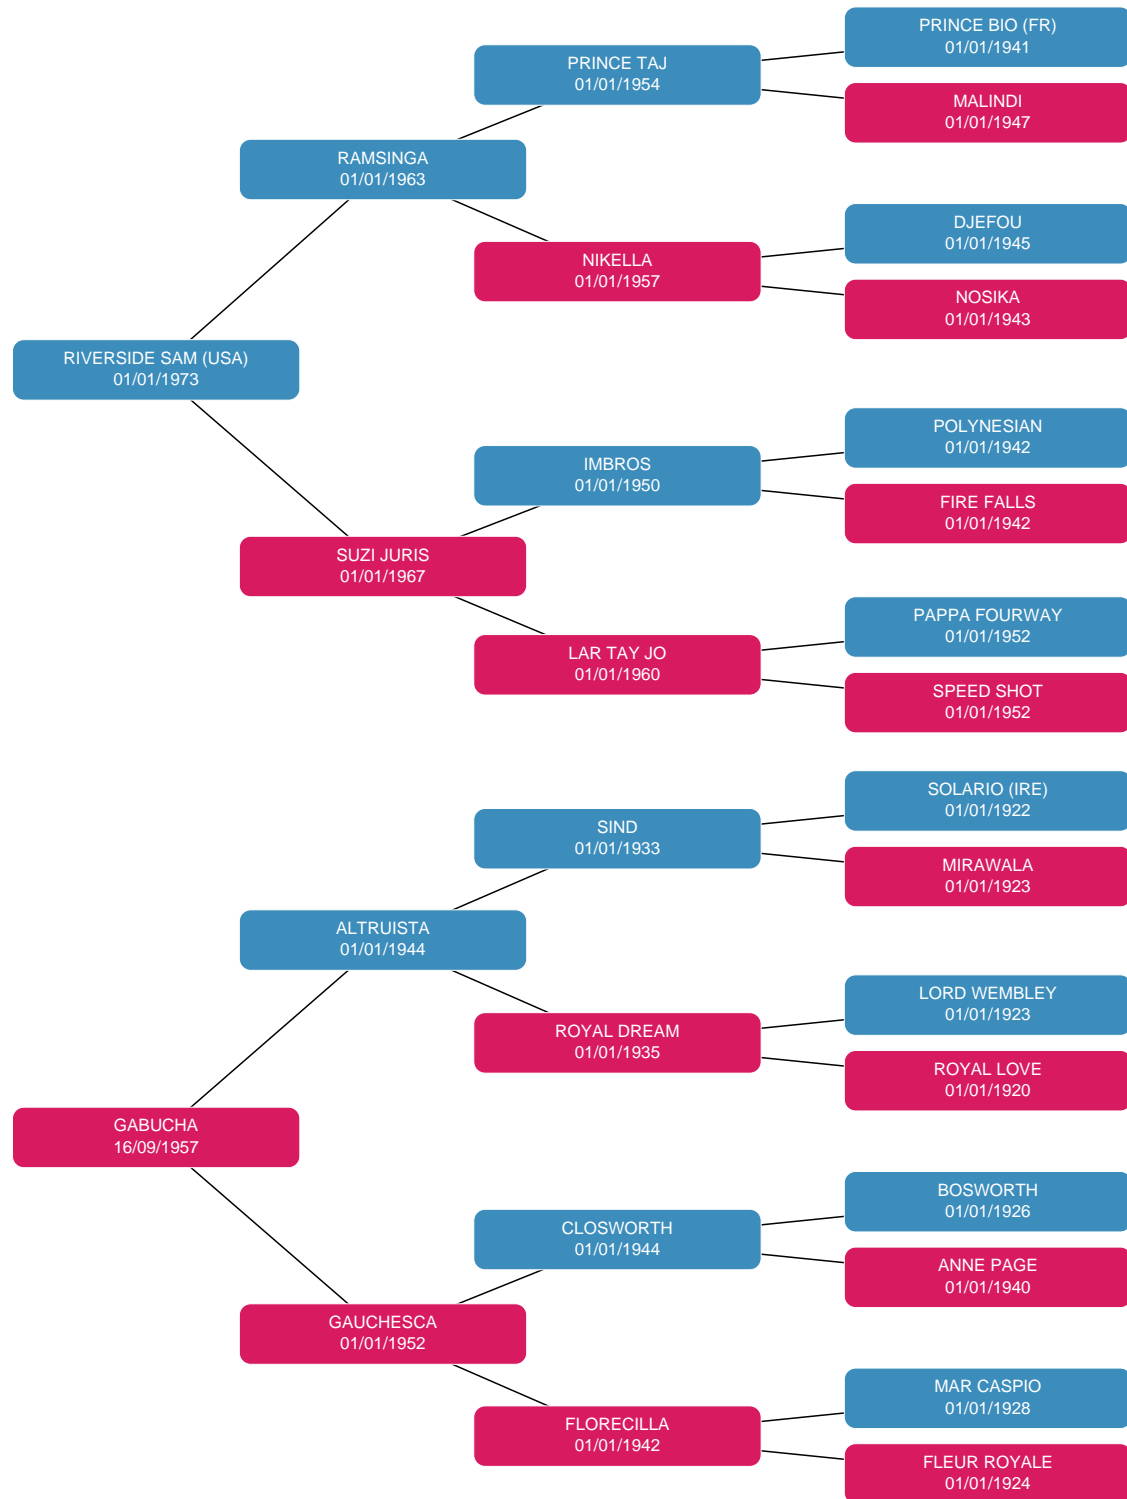 PRINCE BIO (FR)
01/01/1941
PRINCE TAJ
01/01/1954
MALINDI
01/01/1947
RAMSINGA
01/01/1963
DJEFOU
01/01/1945
NIKELLA
01/01/1957
NOSIKA
01/01/1943
RIVERSIDE SAM (USA)
01/01/1973
POLYNESIAN
01/01/1942
IMBROS
01/01/1950
FIRE FALLS
01/01/1942
SUZI JURIS
01/01/1967
PAPPA FOURWAY
01/01/1952
LAR TAY JO
01/01/1960
SPEED SHOT
01/01/1952
SOLARIO (IRE)
01/01/1922
SIND
01/01/1933
MIRAWALA
01/01/1923
ALTRUISTA
01/01/1944
LORD WEMBLEY
01/01/1923
ROYAL DREAM
01/01/1935
ROYAL LOVE
01/01/1920
GABUCHA
16/09/1957
BOSWORTH
01/01/1926
CLOSWORTH
01/01/1944
ANNE PAGE
01/01/1940
GAUCHESCA
01/01/1952
MAR CASPIO
01/01/1928
FLORECILLA
01/01/1942
FLEUR ROYALE
01/01/1924